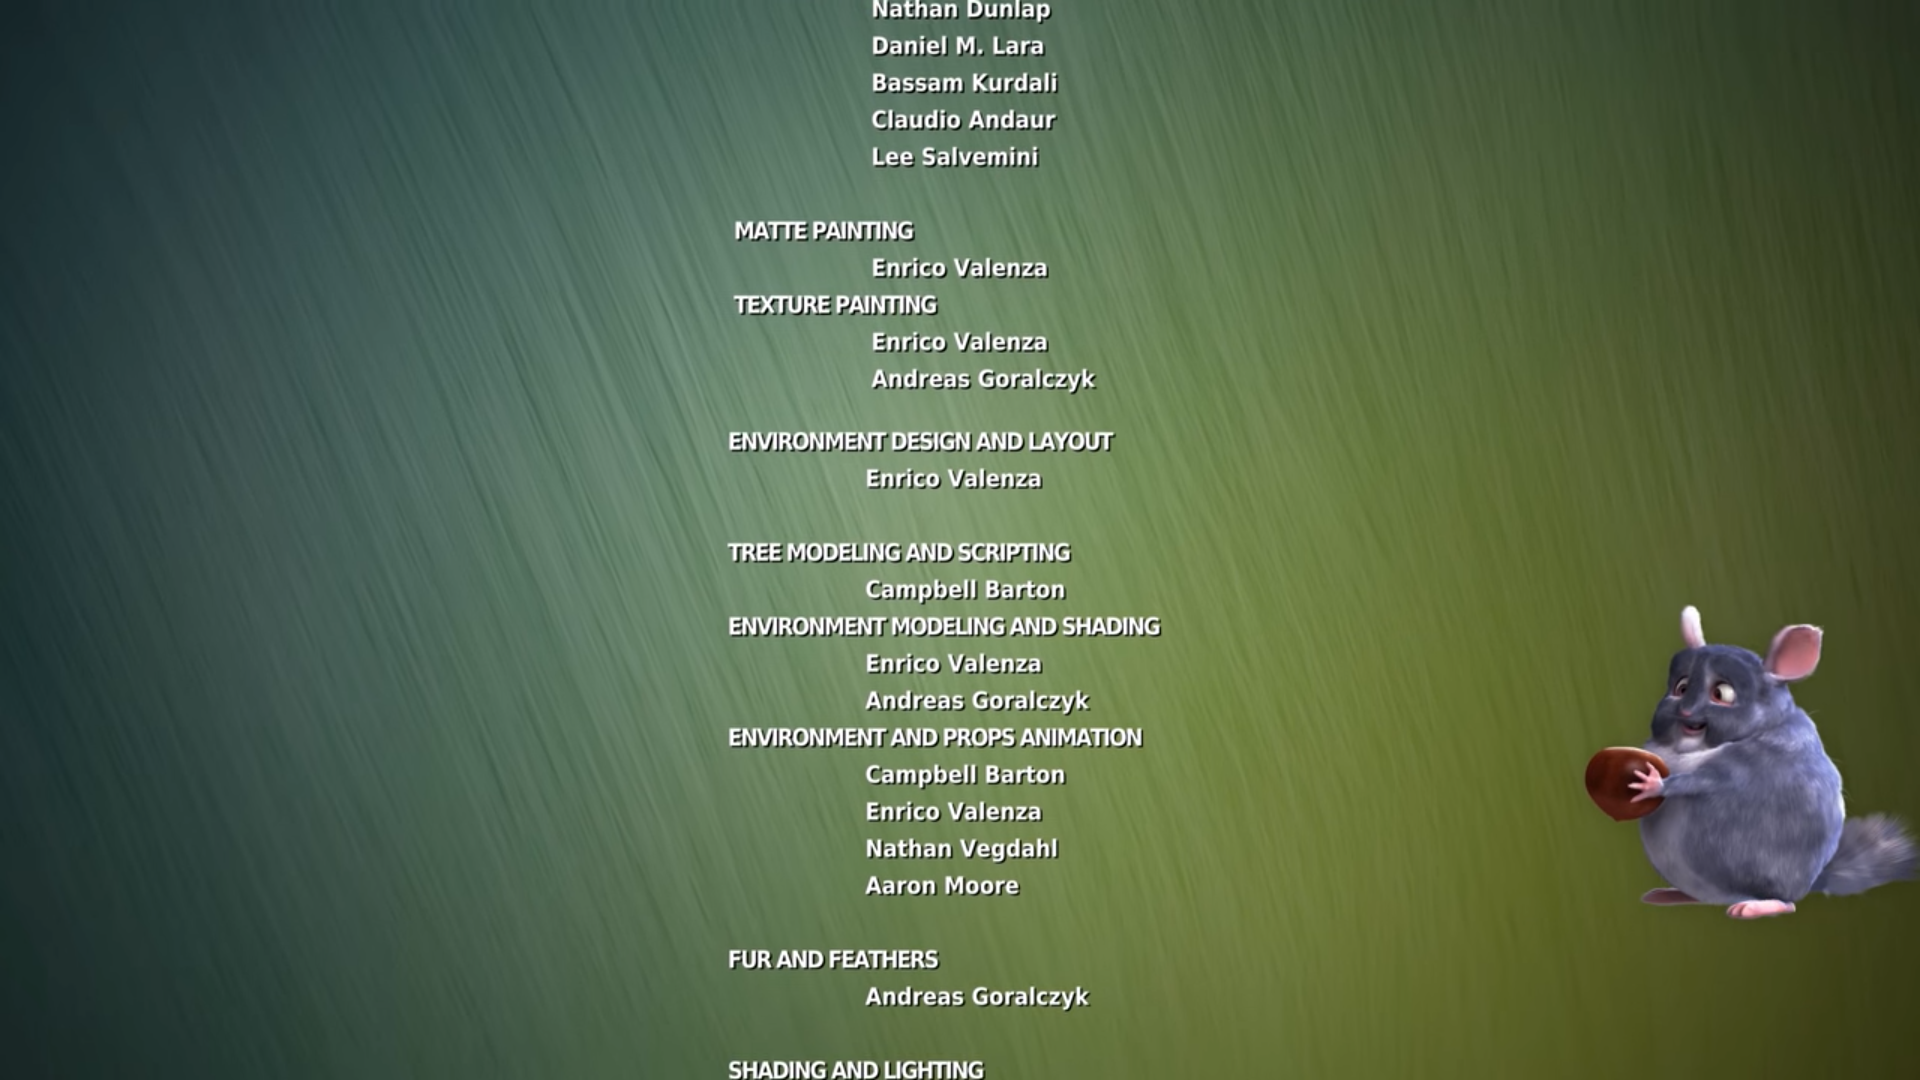 Nathan Dunlap
Daniel M. Lara
Bassam Kurdali
Claudio Andaur
Lee Salvemini
MATTE PAINTING
Enrico Valenza
TEXTURE PAINTING
Enrico Valenza
Andreas Goralczyk
ENVIRONMENT DESIGN AND LAYOUT
Enrico Valenza
TREE MODELING AND SCRIPTING
Campbell Barton
ENVIRONMENT MODELING AND SHADING
Enrico Valenza
Andreas Goralczyk
ENVIRONMENT AND PROPS ANIMATION
Campbell Barton
Enrico Valenza
Nathan Vegdahl
Aaron Moore
FUR AND FEATHERS
Andreas Goralczyk
SHADING AND LIGHTING